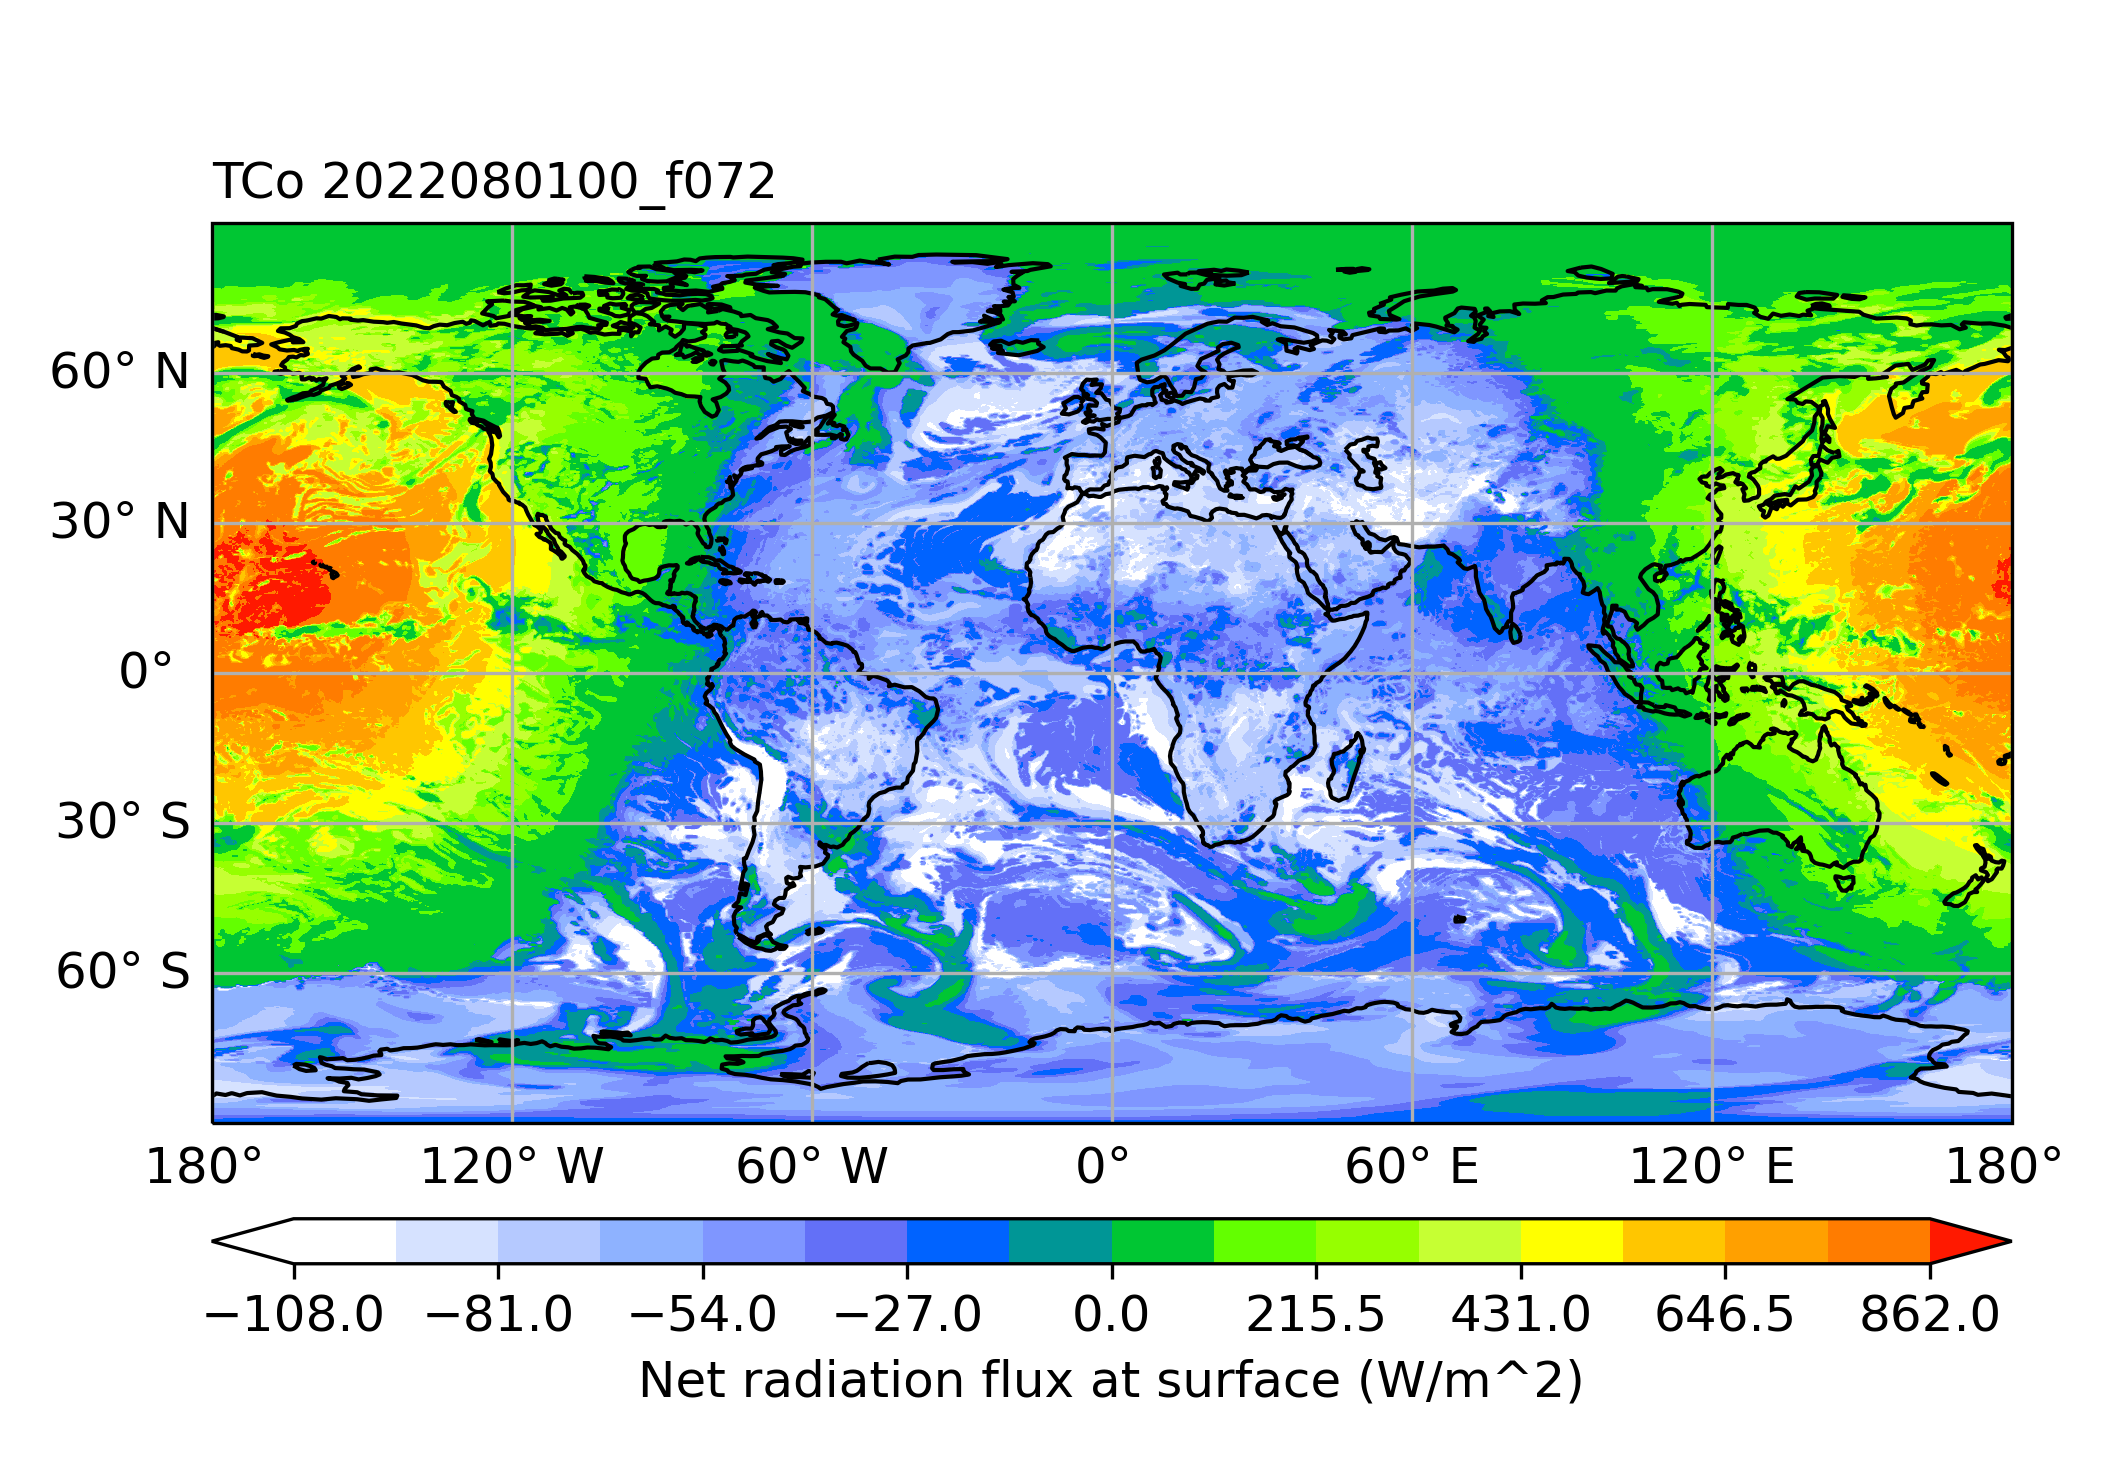 TCo 2022080100_f072
60° N
30° N
0°
30° S
60° S
180° 120° W 60° W 0° 60° E 120° E 180°
−108.0 −81.0 −54.0 −27.0 0.0 215.5 431.0 646.5 862.0
Net radiation flux at surface (W/m^2)